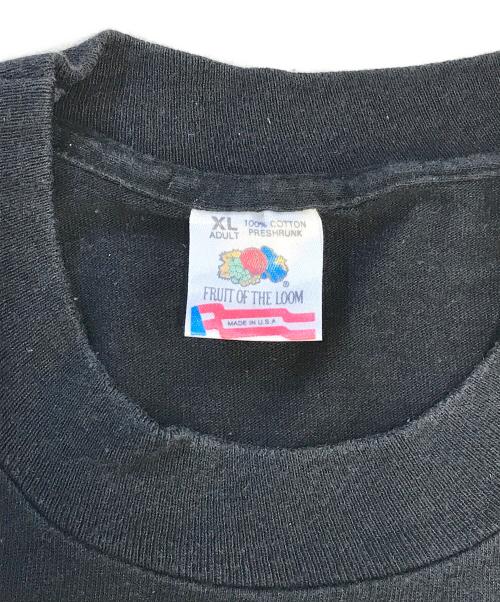 XL 100% COTTON
ADULT PRESHRUNK
®
FRUIT OF THE LOOM
MADE IN U.S.A